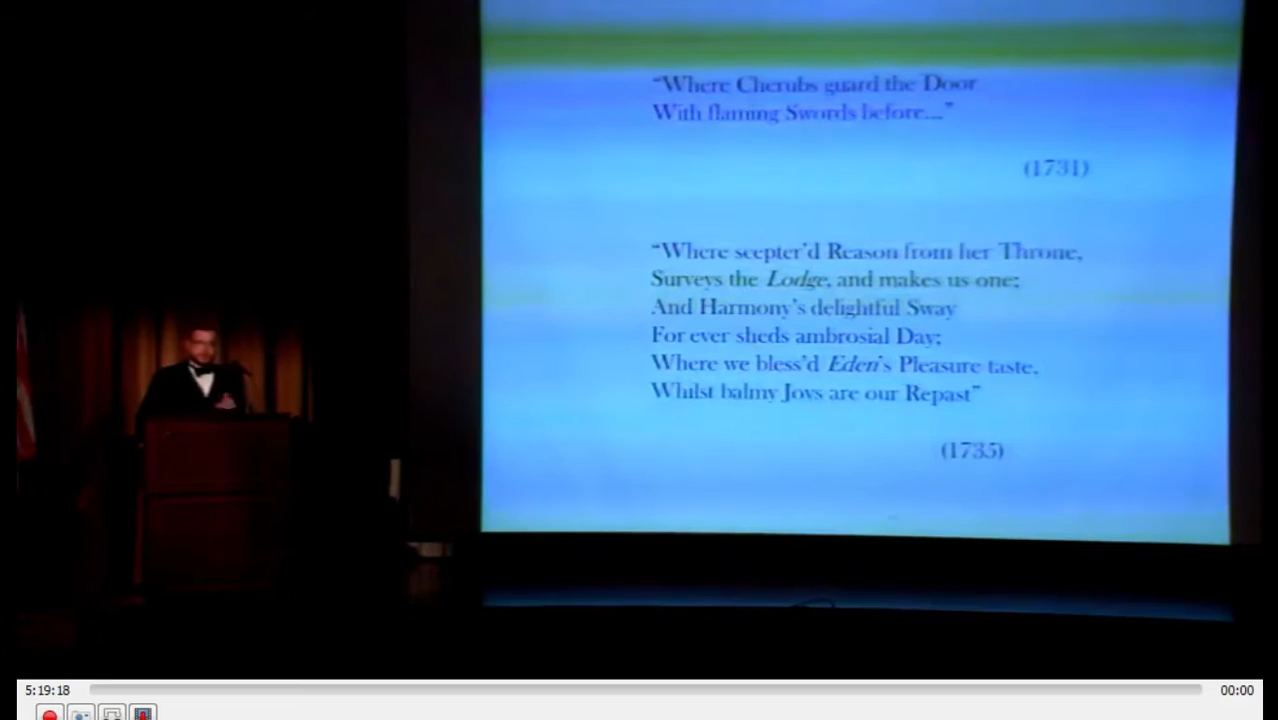 "Where Cherubs guard the Door
With flaming Swords before..."
(1731)
"Where scepter'd Reason from her Throne,
Surveys the Lodge, and makes us one;
And Harmony's delightful Sway
For ever sheds ambrosial Day;
Where we bless'd Eden's Pleasure taste,
Whilst balmy Joys are our Repast"
(1735)
5:19:18
00:00